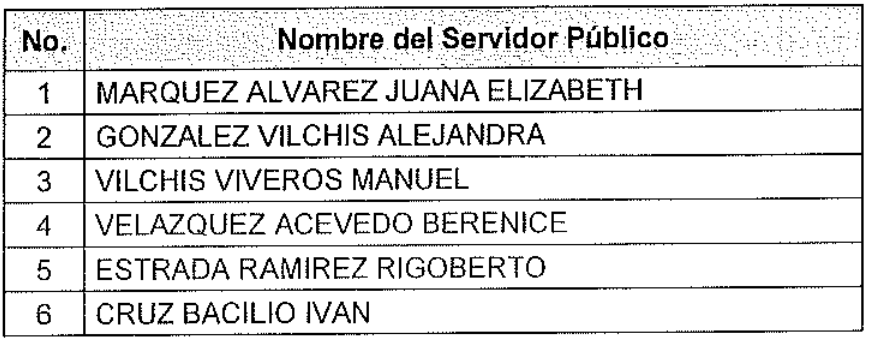 No. Nombre del Servidor Público
1 MARQUEZ ALVAREZ JUANA ELIZABETH
2 GONZALEZ VILCHIS ALEJANDRA
3 VILCHIS VIVEROS MANUEL
4 VELAZQUEZ ACEVEDO BERENICE
5 ESTRADA RAMIREZ RIGOBERTO
6 CRUZ BACILIO IVAN